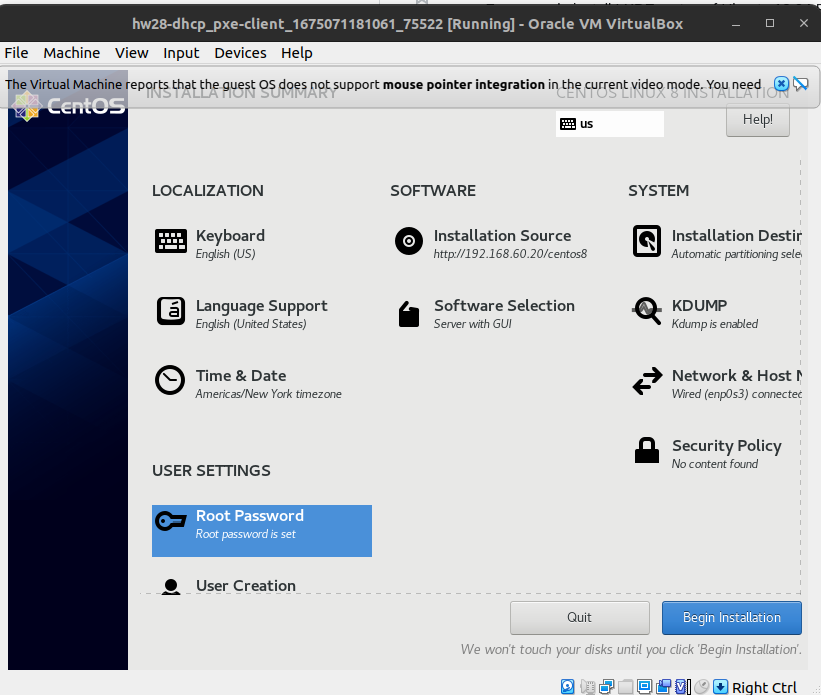 hw28-dhcp_pxe-client_1675071181061_75522 [Running] - Oracle VM VirtualBox
File Machine View Input Devices Help
The Virtual Machine reports that the guest OS does not support mouse pointer integration in the current video mode. You need
INSTALLATION SUMMARY
CENTOS LINUX 8 INSTALLATION
CentOS
us
Help!
LOCALIZATION
Keyboard
English (US)
Language Support
English (United States)
Time & Date
Americas/New York timezone
SOFTWARE
Installation Source
http://192.168.60.20/centos8
Software Selection
Server with GUI
SYSTEM
Installation Destin
Automatic partitioning sele
KDUMP
Kdump is enabled
Network & Host N
Wired (enp0s3) connected
Security Policy
No content found
USER SETTINGS
Root Password
Root password is set
User Creation
Quit
Begin Installation
We won't touch your disks until you click 'Begin Installation'.
Right Ctrl